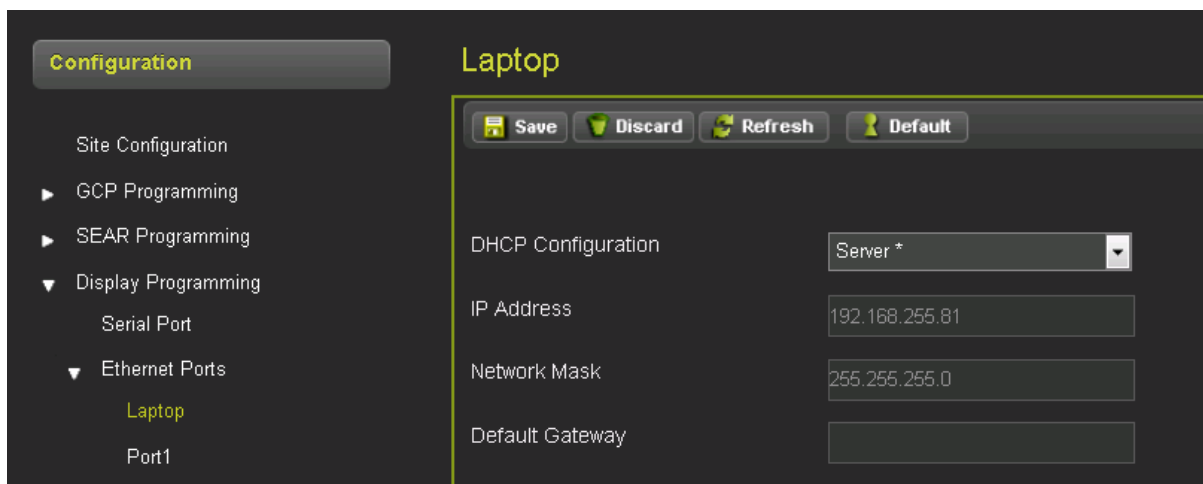 Configuration
Site Configuration
GCP Programming
SEAR Programming
Display Programming
Serial Port
Ethernet Ports
Laptop
Port1
Laptop
Save Discard Refresh Default
DHCP Configuration Server *
IP Address 192.168.255.81
Network Mask 255.255.255.0
Default Gateway